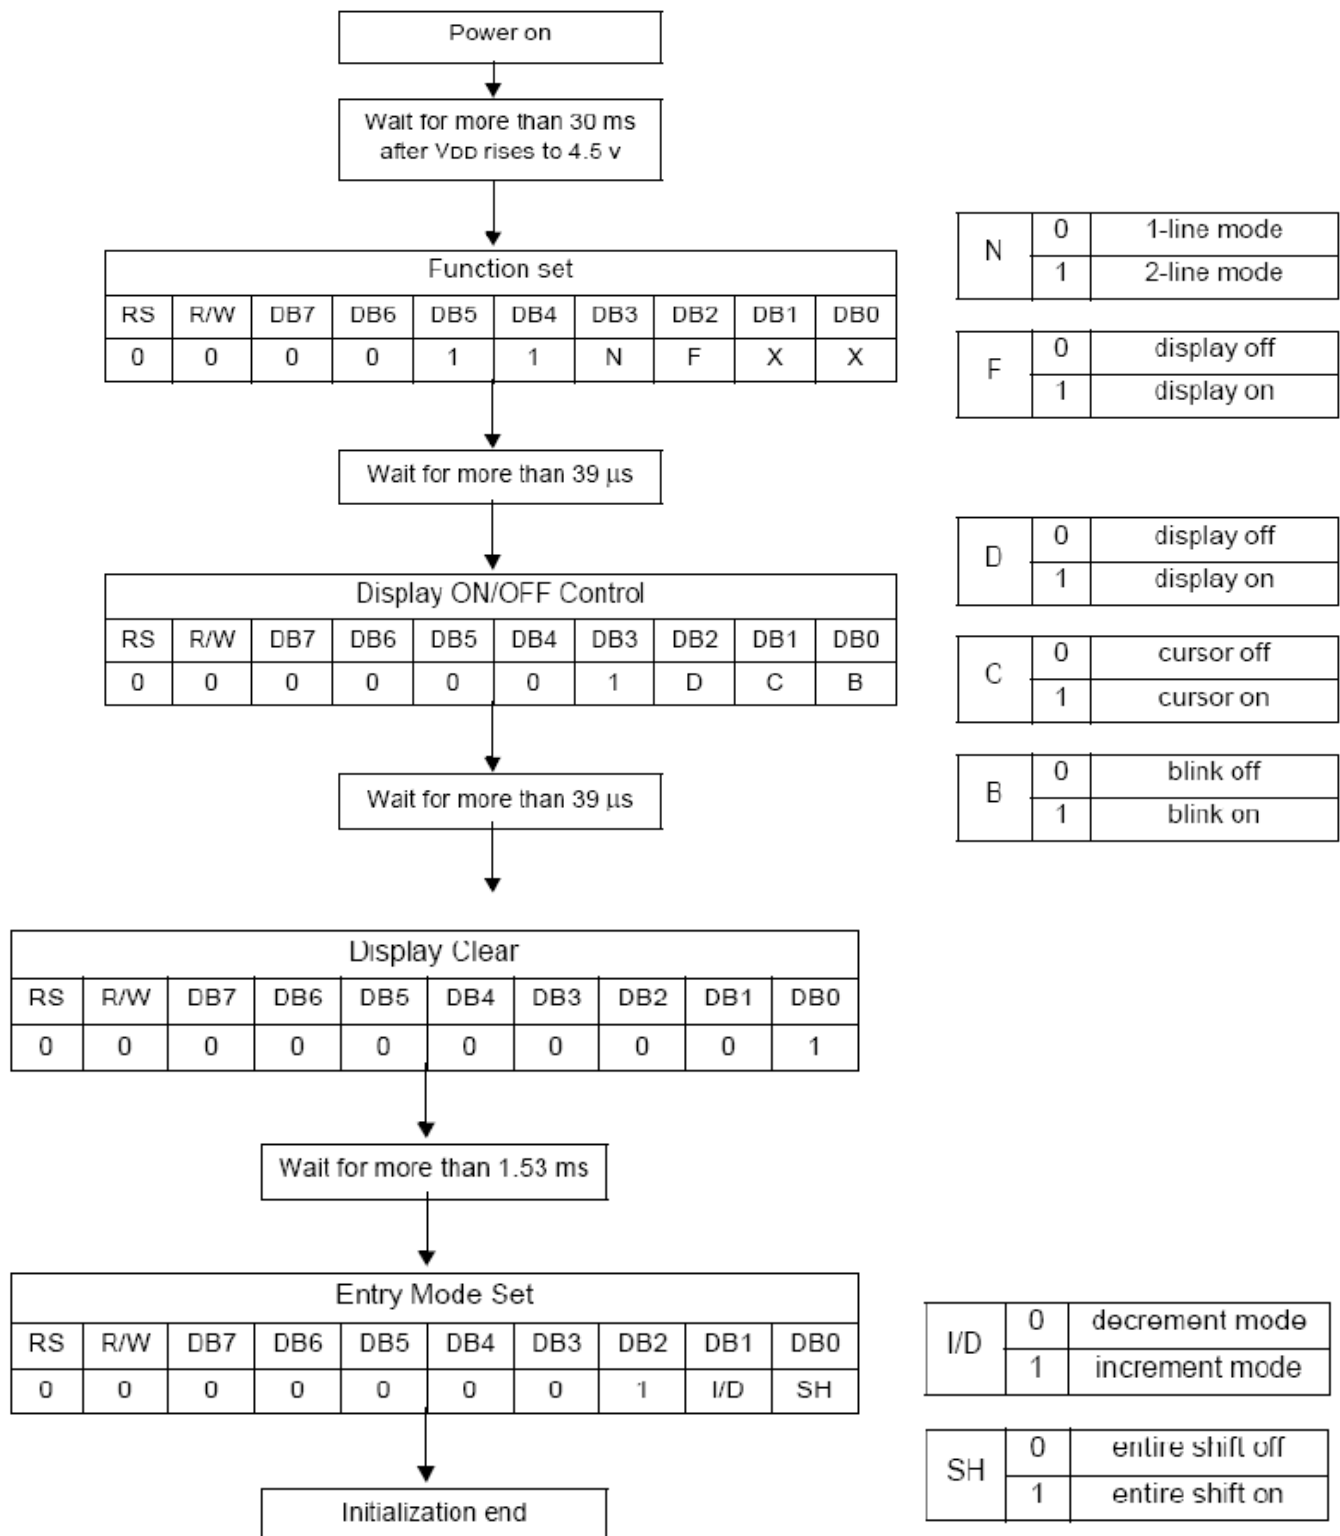 Power on
Wait for more than 30 ms
after VDD rises to 4.5 v
Function set
RS R/W DB7 DB6 DB5 DB4 DB3 DB2 DB1 DB0
0 0 0 0 1 1 N F X X
N 0 1-line mode
1 2-line mode
F 0 display off
1 display on
Wait for more than 39 μs
Display ON/OFF Control
RS R/W DB7 DB6 DB5 DB4 DB3 DB2 DB1 DB0
0 0 0 0 0 0 1 D C B
D 0 display off
1 display on
C 0 cursor off
1 cursor on
B 0 blink off
1 blink on
Wait for more than 39 μs
Display Clear
RS R/W DB7 DB6 DB5 DB4 DB3 DB2 DB1 DB0
0 0 0 0 0 0 0 0 0 1
Wait for more than 1.53 ms
Entry Mode Set
RS R/W DB7 DB6 DB5 DB4 DB3 DB2 DB1 DB0
0 0 0 0 0 0 0 1 I/D SH
I/D 0 decrement mode
1 increment mode
SH 0 entire shift off
1 entire shift on
Initialization end